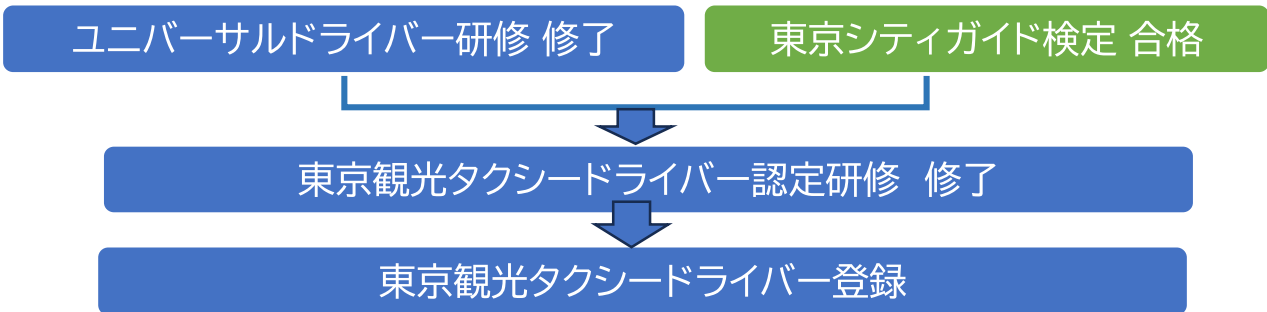 ユニバーサルドライバー研修 修了
東京シティガイド検定 合格
東京観光タクシードライバー認定研修 修了
東京観光タクシードライバー登録